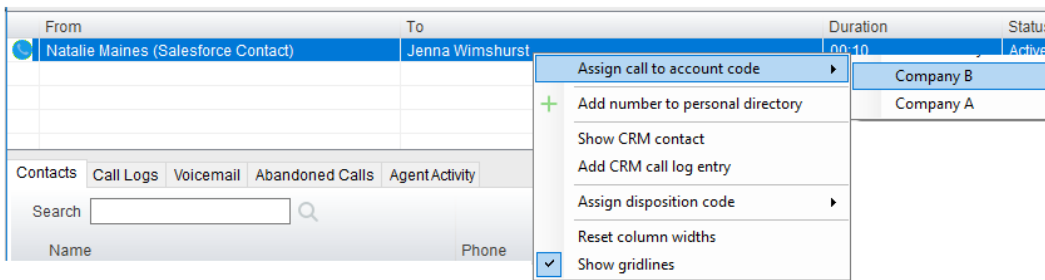 From To Duration Status
Natalie Maines (Salesforce Contact) Jenna Wimshurst 00:10 Active
Assign call to account code
Company B
Company A
Add number to personal directory
Show CRM contact
Add CRM call log entry
Assign disposition code
Reset column widths
Show gridlines
Contacts Call Logs Voicemail Abandoned Calls Agent Activity
Search
Name Phone